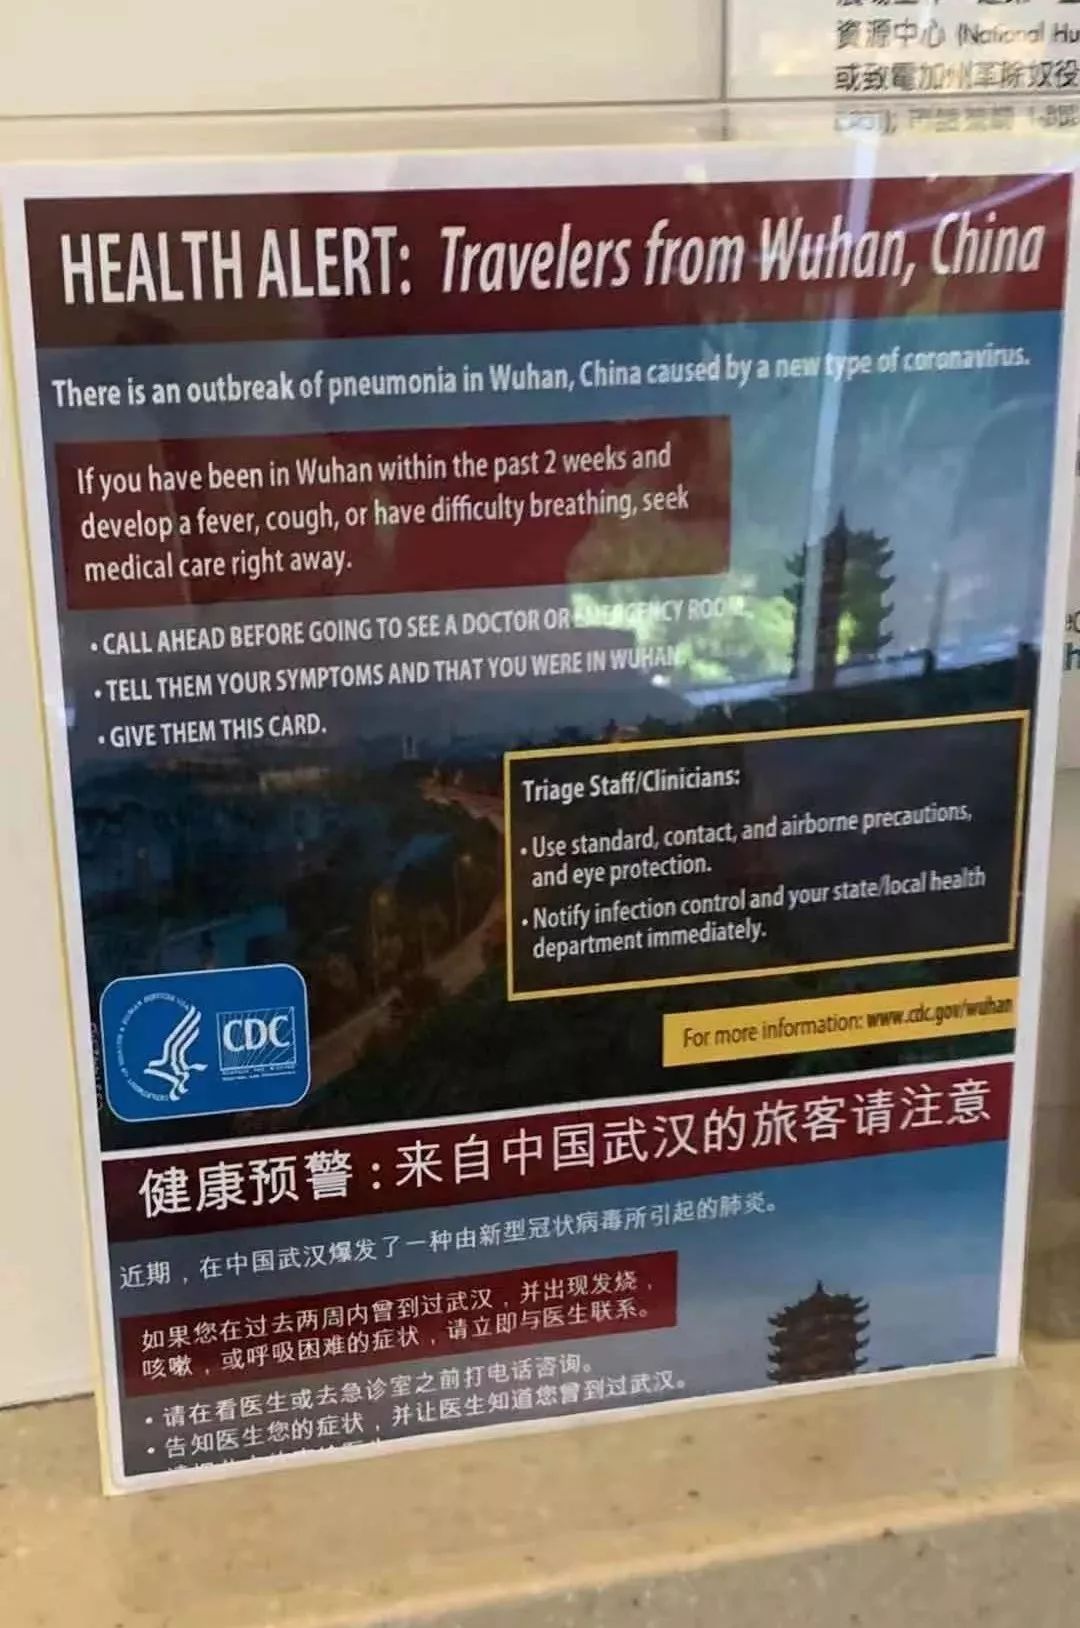 資源中心 (National Hu
或致電加州革除奴役
HEALTH ALERT: Travelers from Wuhan, China
There is an outbreak of pneumonia in Wuhan, China caused by a new type of coronavirus.
If you have been in Wuhan within the past 2 weeks and
develop a fever, cough, or have difficulty breathing, seek
medical care right away.
• CALL AHEAD BEFORE GOING TO SEE A DOCTOR OR EMERGENCY ROOM.
• TELL THEM YOUR SYMPTOMS AND THAT YOU WERE IN WUHAN.
• GIVE THEM THIS CARD.
Triage Staff/Clinicians:
• Use standard, contact, and airborne precautions,
and eye protection.
• Notify infection control and your state/local health
department immediately.
CDC
For more information: www.cdc.gov/wuhan
健康预警:来自中国武汉的旅客请注意
近期,在中国武汉爆发了一种由新型冠状病毒所引起的肺炎。
如果您在过去两周内曾到过武汉,并出现发烧,
咳嗽,或呼吸困难的症状,请立即与医生联系。
• 请在看医生或去急诊室之前打电话咨询。
• 告知医生您的症状,并让医生知道您曾到过武汉。